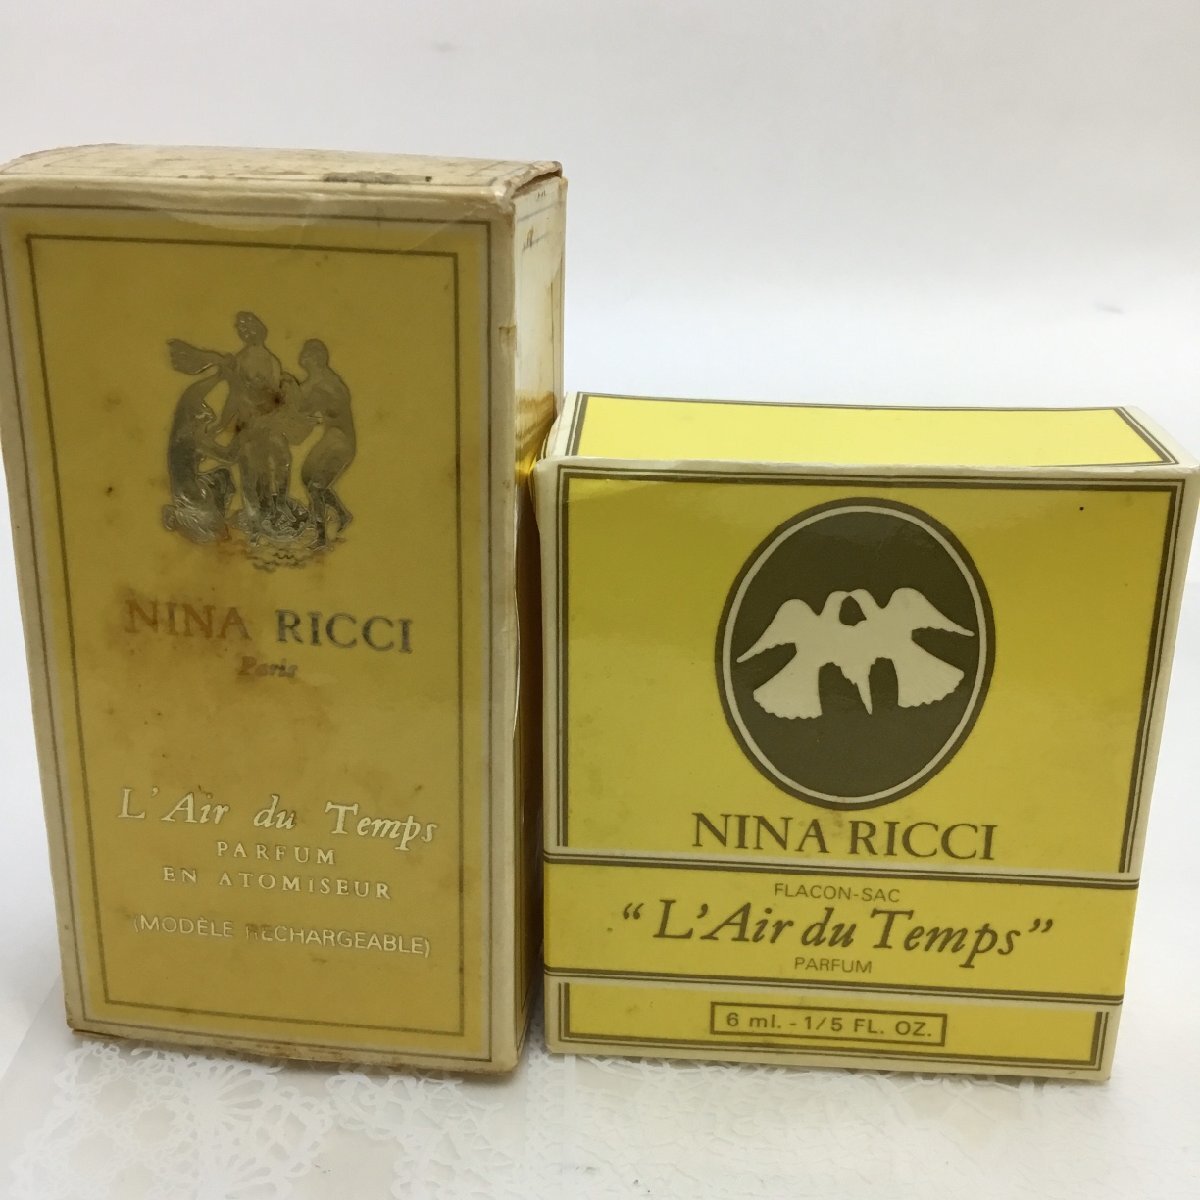 NINA RICCI
Paris
L'Air du Temps
PARFUM
EN ATOMISEUR
(MODÈLE RECHARGEABLE)
NINA RICCI
FLACON-SAC
"L'Air du Temps"
PARFUM
6 ml. - 1/5 FL. OZ.